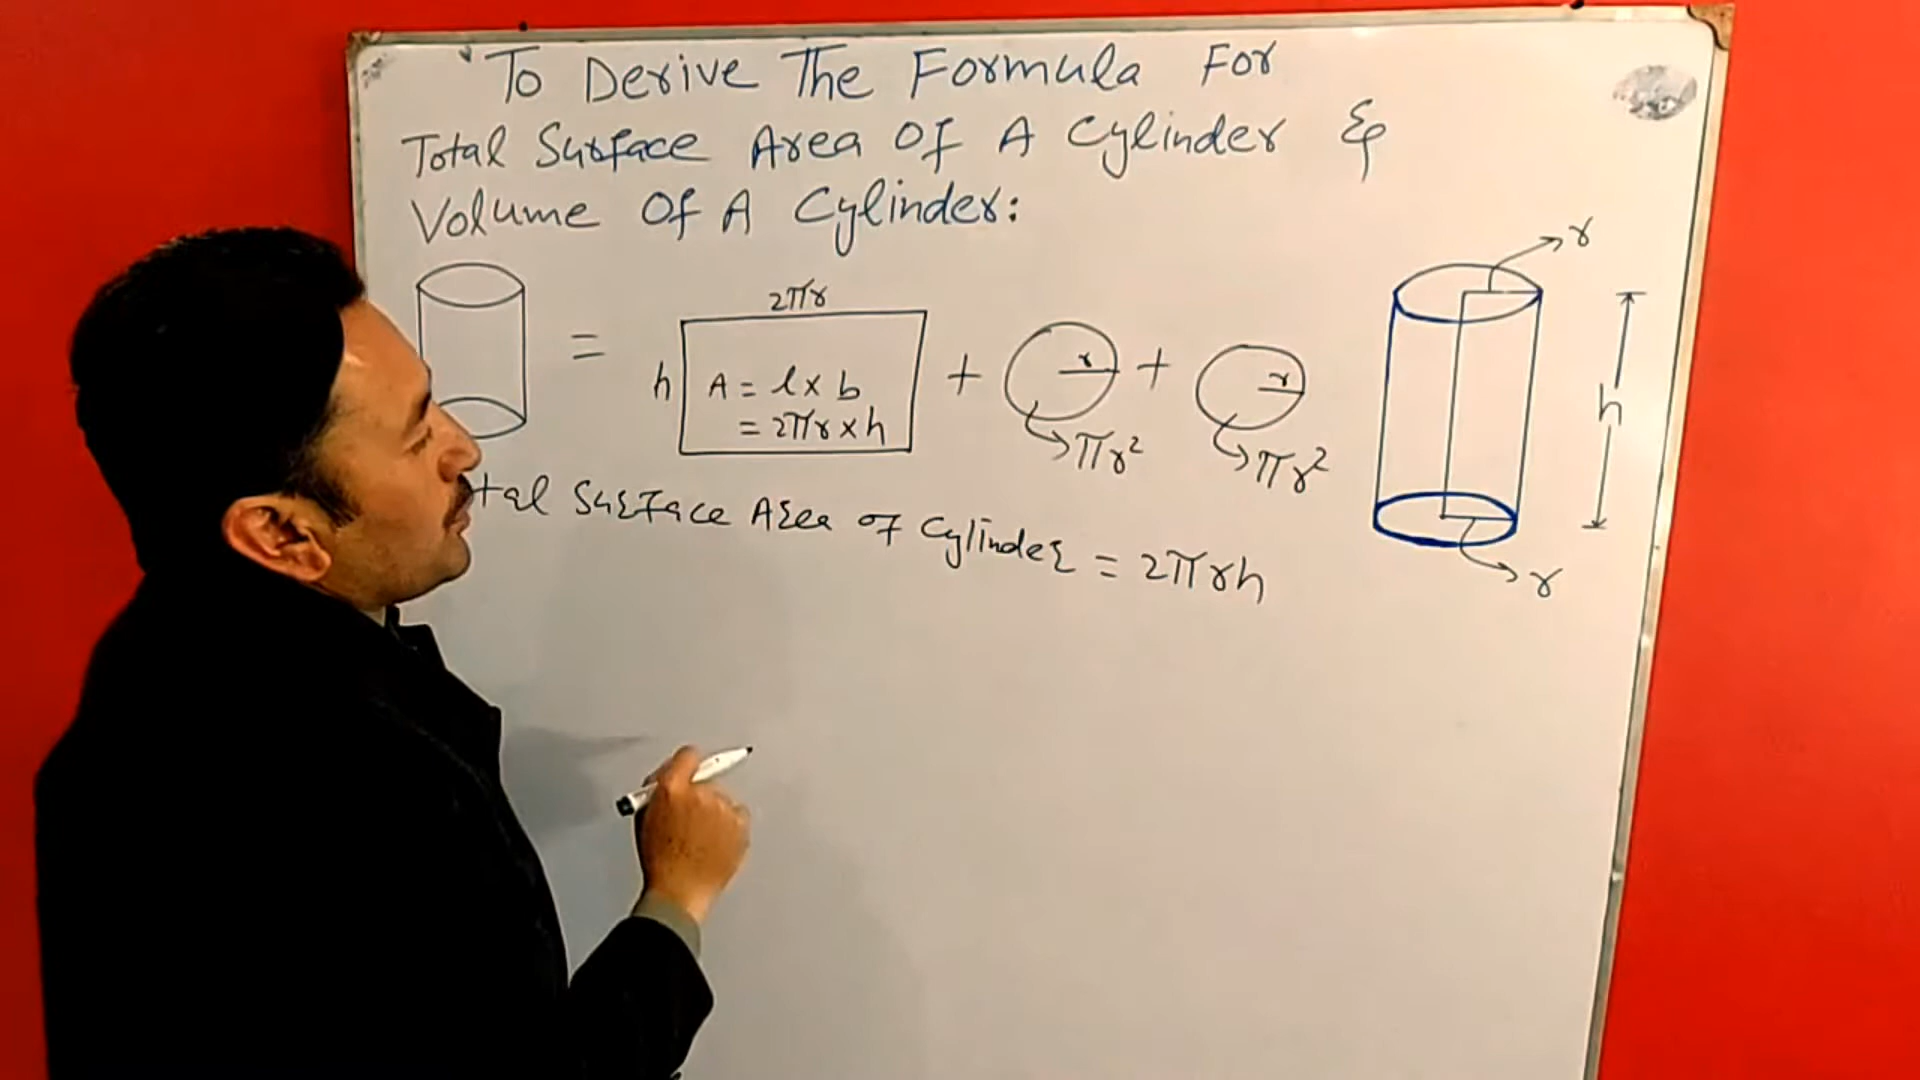 To Derive The Formula For
Total Surface Area Of A Cylinder &
Volume Of A Cylinder:
=
2πr
h
A = l x b
= 2πr x h
+
r
πr²
+
r
πr²
r
h
r
tal Surface Area of Cylinder = 2πrh